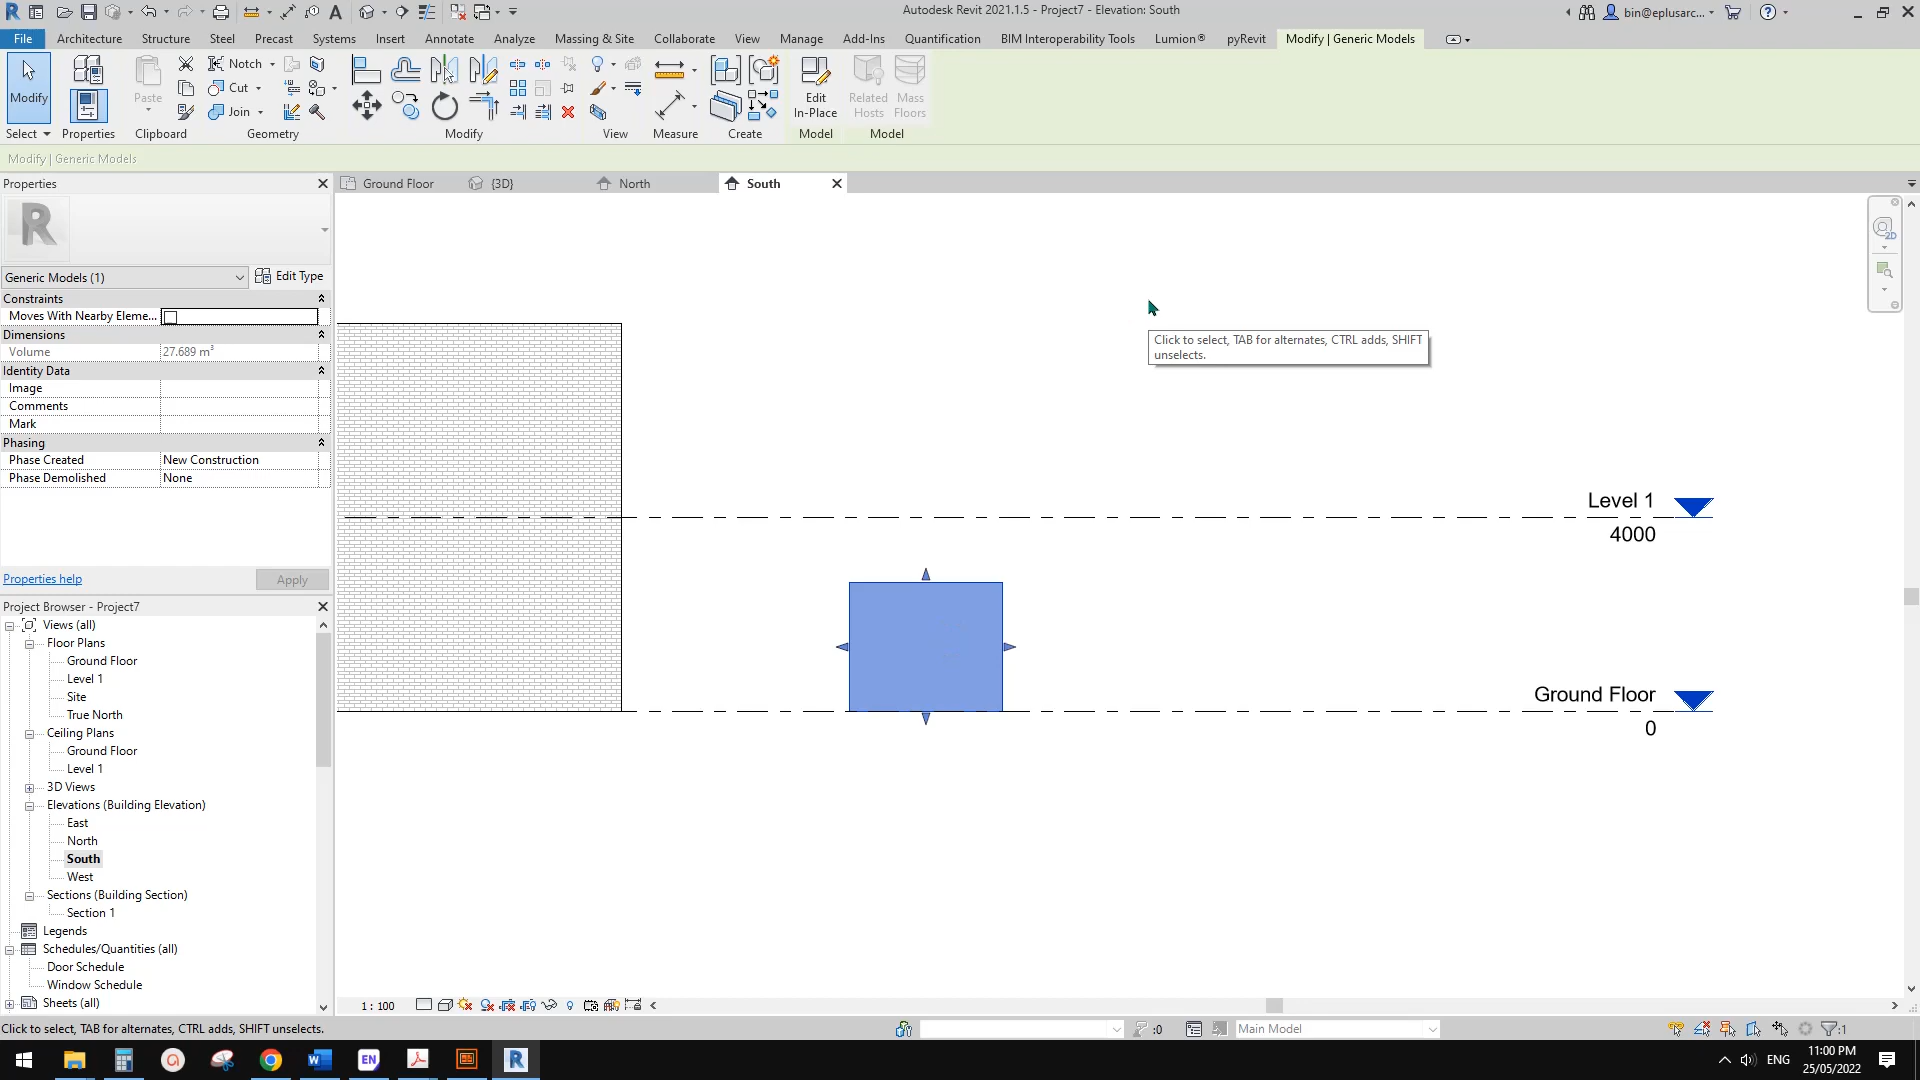 Autodesk Revit 2021.1.5 - Project7 - Elevation: South
bin@eplusarc...
File Architecture Structure Steel Precast Systems Insert Annotate Analyze Massing & Site Collaborate View Manage Add-Ins Quantification BIM Interoperability Tools Lumion® pyRevit Modify | Generic Models
Modify
Paste
Notch
Cut
Join
Edit
In-Place
Related
Hosts
Mass
Floors
Select Properties Clipboard Geometry Modify View Measure Create Model Model
Modify | Generic Models
Properties
Ground Floor
{3D}
North
South
R
Generic Models (1)
Edit Type
Constraints
Moves With Nearby Eleme...
Dimensions
Volume 27.689 m³
Identity Data
Image
Comments
Mark
Phasing
Phase Created New Construction
Phase Demolished None
Properties help
Apply
Click to select, TAB for alternates, CTRL adds, SHIFT
unselects.
Level 1
4000
Ground Floor
0
Project Browser - Project7
Views (all)
Floor Plans
Ground Floor
Level 1
Site
True North
Ceiling Plans
Ground Floor
Level 1
3D Views
Elevations (Building Elevation)
East
North
South
West
Sections (Building Section)
Section 1
Legends
Schedules/Quantities (all)
Door Schedule
Window Schedule
Sheets (all)
1 : 100
Click to select, TAB for alternates, CTRL adds, SHIFT unselects.
:0
Main Model
:1
EN
ENG
11:00 PM
25/05/2022